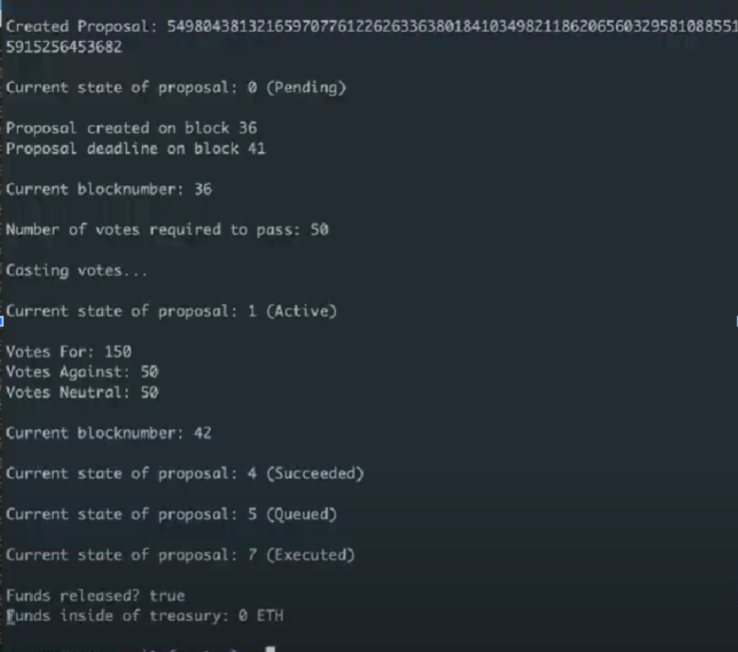 Created Proposal: 5498043813216597077612262633638018410349821186206560329581088551
5915256453682
Current state of proposal: 0 (Pending)
Proposal created on block 36
Proposal deadline on block 41
Current blocknumber: 36
Number of votes required to pass: 50
Casting votes...
Current state of proposal: 1 (Active)
Votes For: 150
Votes Against: 50
Votes Neutral: 50
Current blocknumber: 42
Current state of proposal: 4 (Succeeded)
Current state of proposal: 5 (Queued)
Current state of proposal: 7 (Executed)
Funds released? true
Funds inside of treasury: 0 ETH